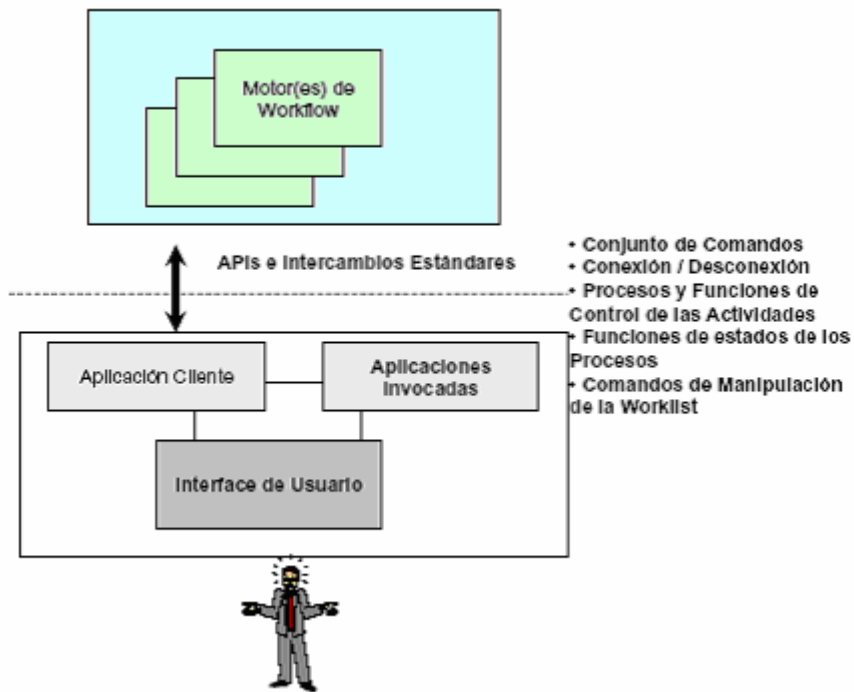 Motor(es) de
Workflow
APIs e Intercambios Estándares
• Conjunto de Comandos
• Conexión / Desconexión
• Procesos y Funciones de
Control de las Actividades
• Funciones de estados de los
Procesos
• Comandos de Manipulación
de la Worklist
Aplicación Cliente
Aplicaciones
Invocadas
Interface de Usuario